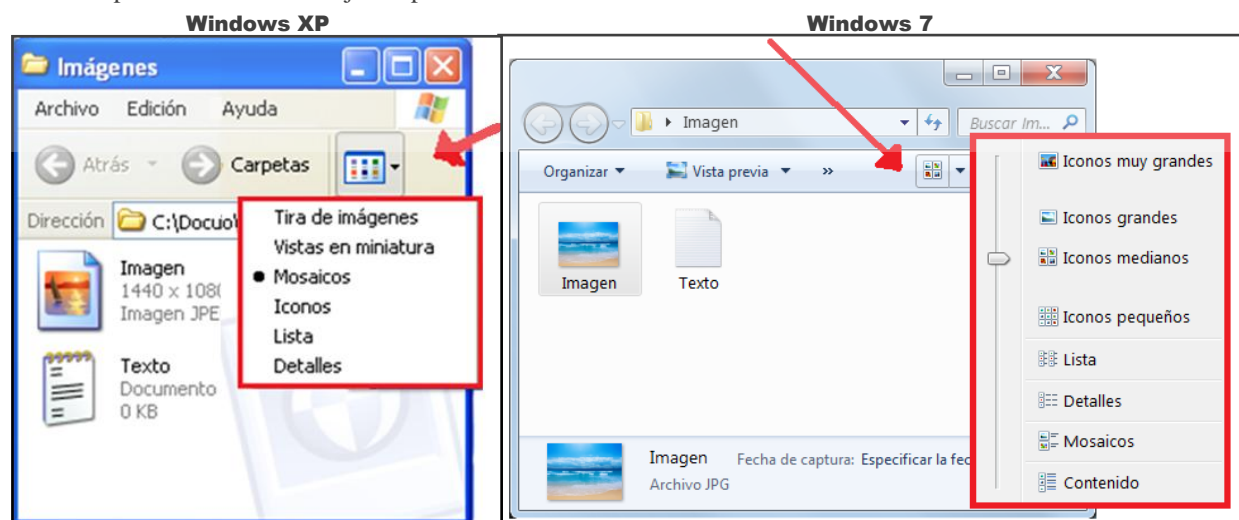 Windows XP
Imágenes
Archivo Edición Ayuda
Atrás Carpetas
Dirección C:\Docuo
Tira de imágenes
Vistas en miniatura
Mosaicos
Iconos
Lista
Detalles
Imagen
1440 x 108
Imagen JPE
Texto
Documento
0 KB
Windows 7
Imagen
Buscar Im...
Organizar Vista previa »
Imagen Texto
Iconos muy grandes
Iconos grandes
Iconos medianos
Iconos pequeños
Lista
Detalles
Mosaicos
Contenido
Imagen Fecha de captura: Especificar la fec
Archivo JPG